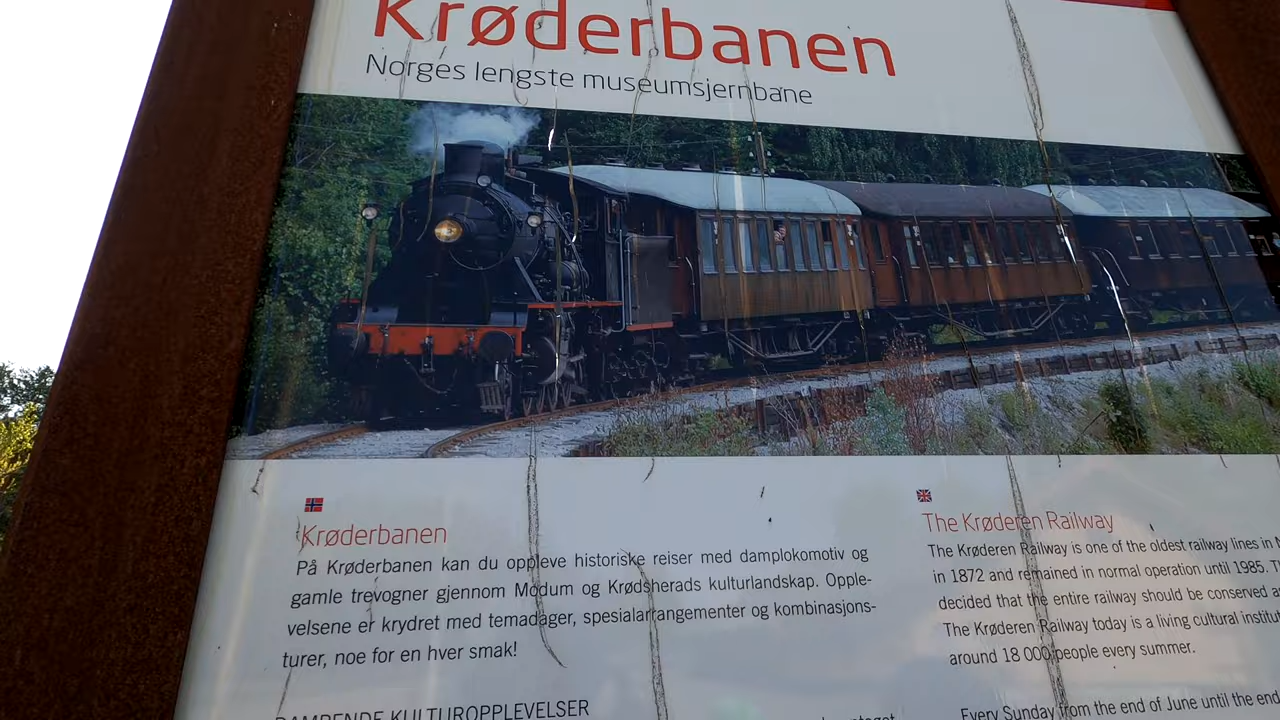 Krøderbanen
Norges lengste museumsjernbane
Krøderbanen
På Krøderbanen kan du oppleve historiske reiser med damplokomotiv og
gamle trevogner gjennom Modum og Krødsherads kulturlandskap. Opple-
velsene er krydret med temadager, spesialarrangementer og kombinasjons-
turer, noe for en hver smak!
DAMPENDE KULTUROPPLEVELSER
The Krøderen Railway
The Krøderen Railway is one of the oldest railway lines in
in 1872 and remained in normal operation until 1985.
decided that the entire railway should be conserved
The Krøderen Railway today is a living cultural
around 18 000 people every summer.
Every Sunday from the end of June until the end